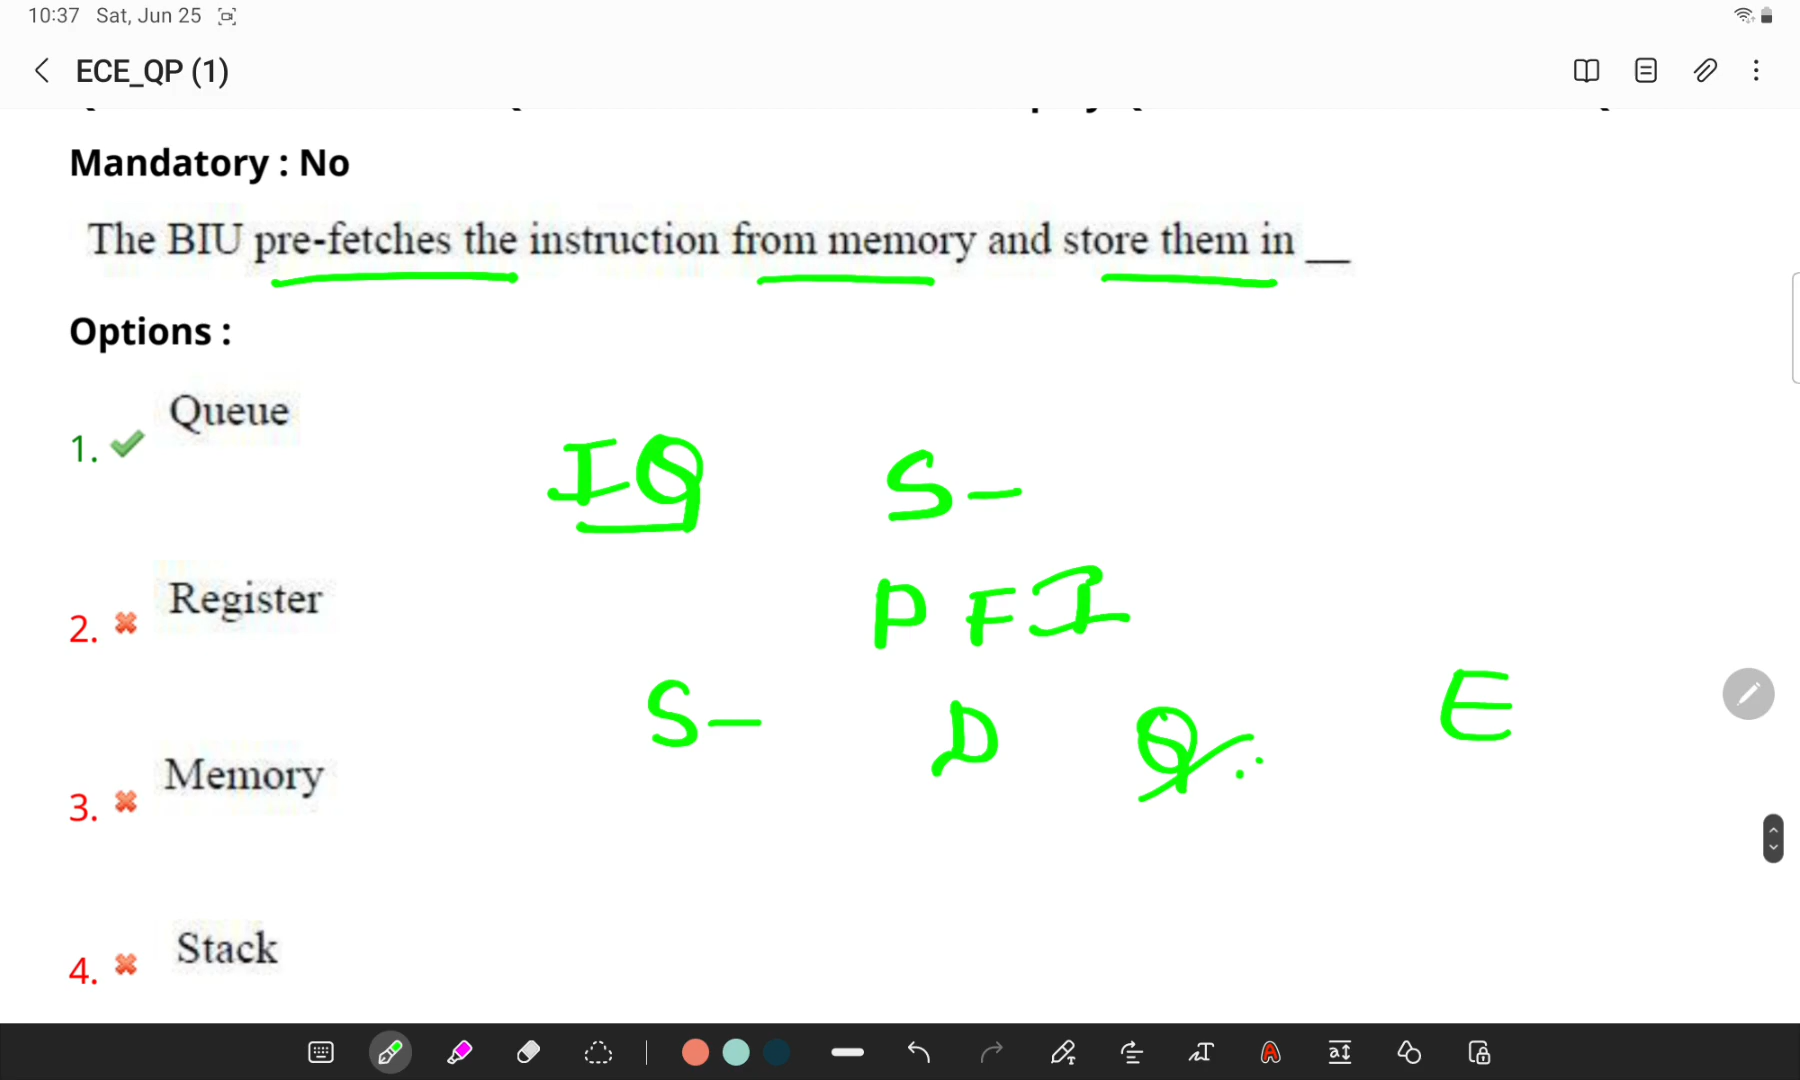 10:37 Sat, Jun 25
ECE_QP (1)
Mandatory : No
The BIU pre-fetches the instruction from memory and store them in __
Options :
1. Queue
IQ S-
2. Register
P F I
S- D Q E
3. Memory
4. Stack